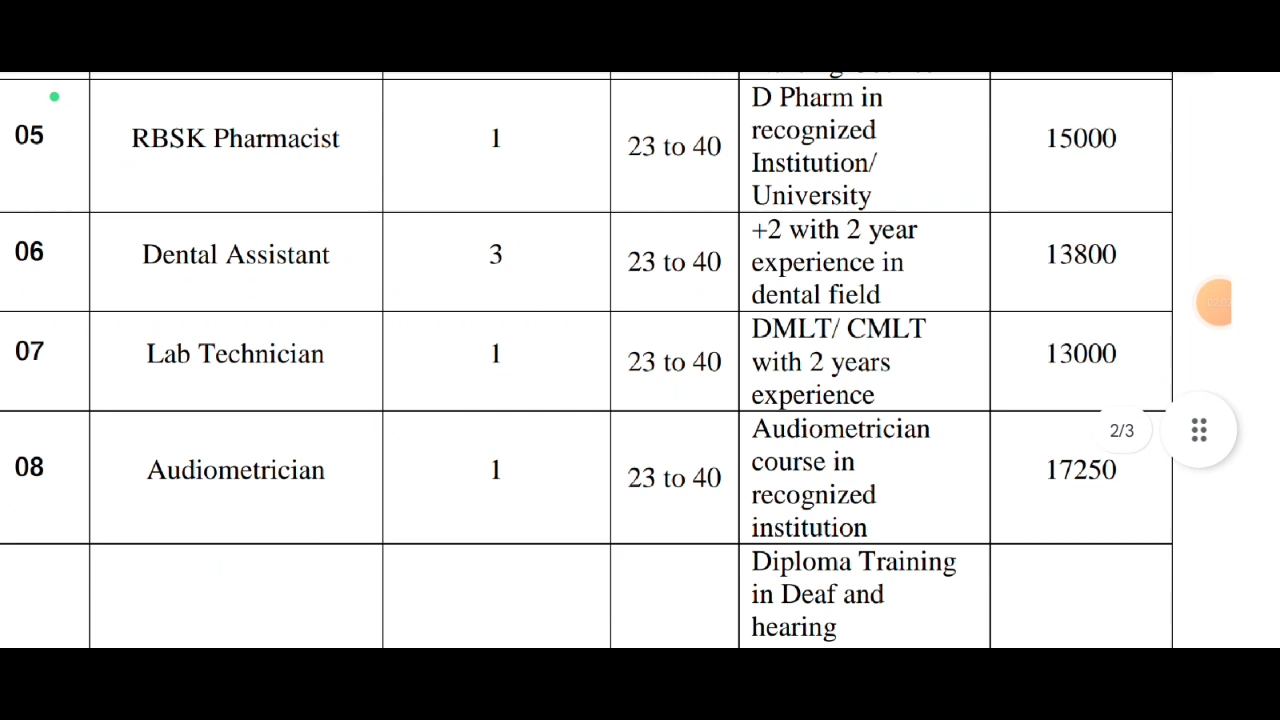 05
RBSK Pharmacist
1
23 to 40
D Pharm in
recognized
Institution/
University
15000
06
Dental Assistant
3
23 to 40
+2 with 2 year
experience in
dental field
13800
07
Lab Technician
1
23 to 40
DMLT/ CMLT
with 2 years
experience
13000
2/3
08
Audiometrician
1
23 to 40
Audiometrician
course in
recognized
institution
17250
Diploma Training
in Deaf and
hearing